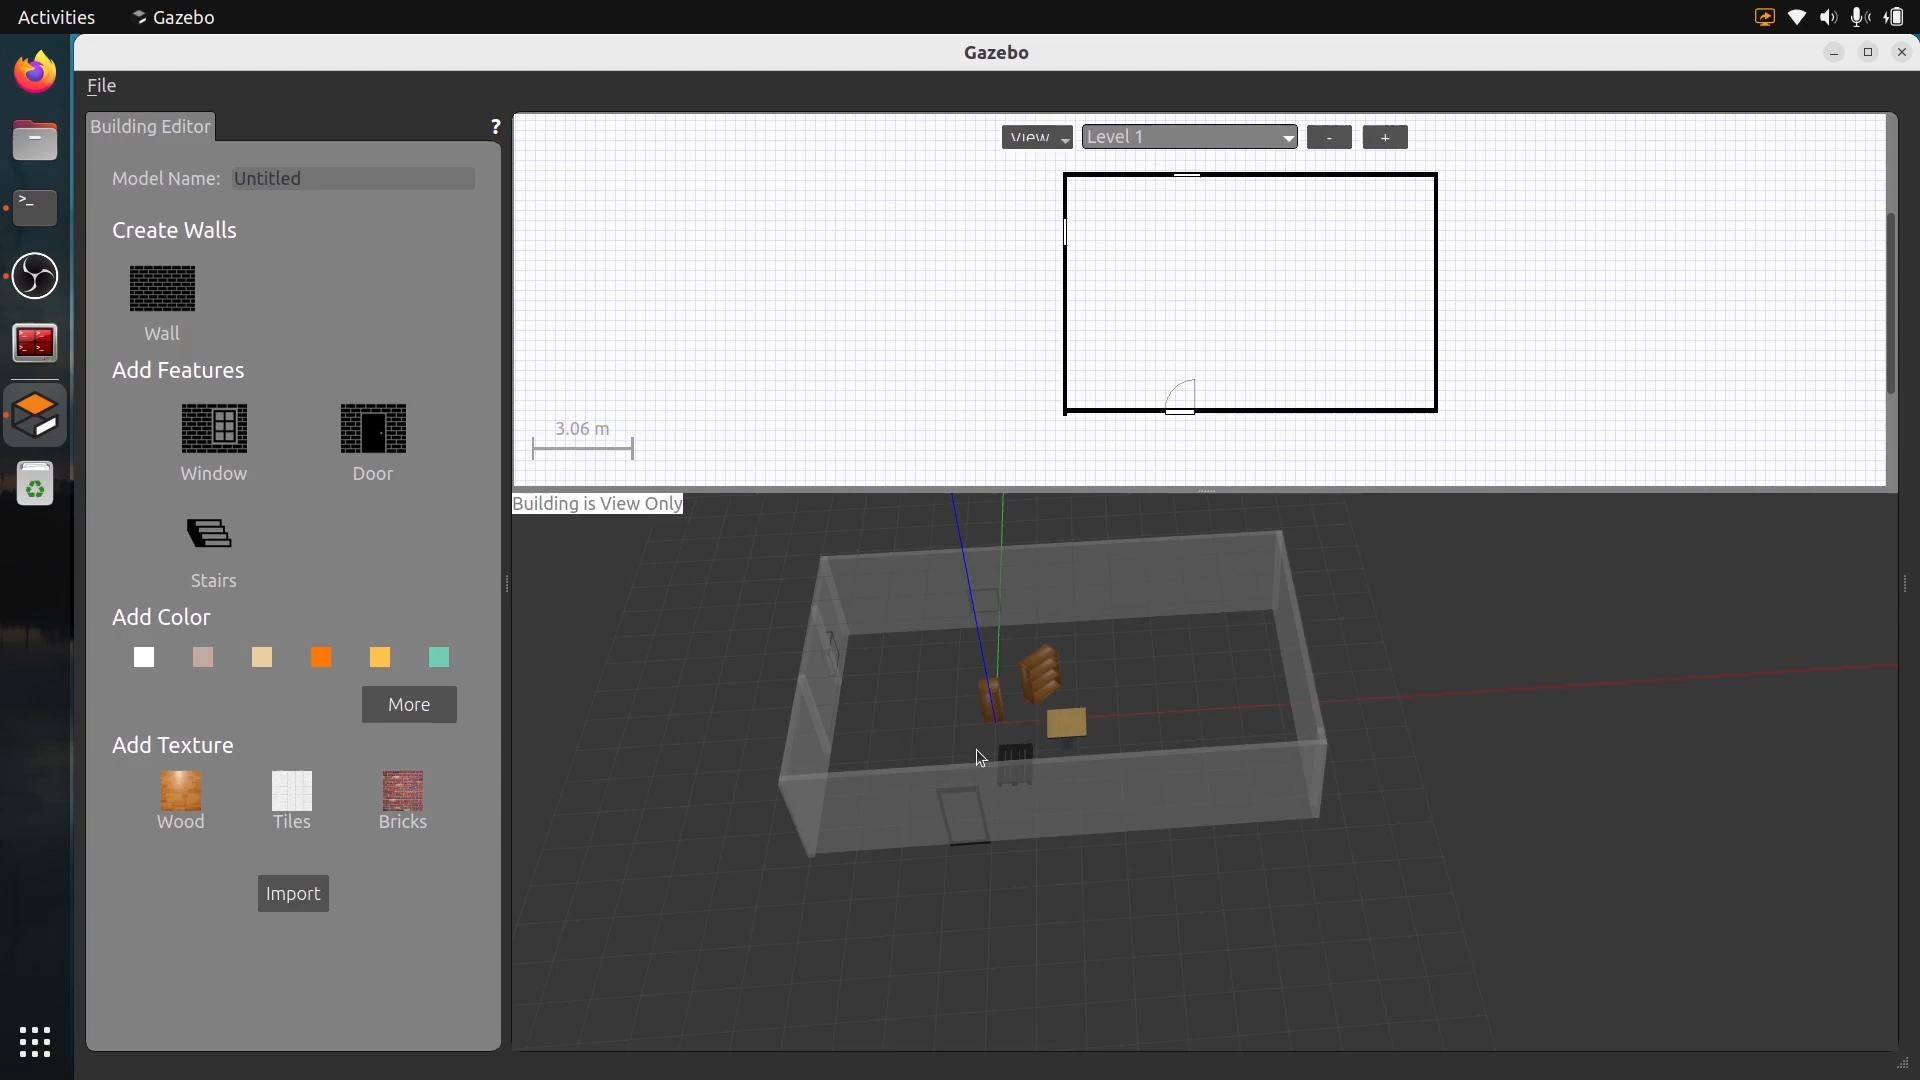 Activities
Gazebo
Gazebo
File
Building Editor
?
Model Name:
Untitled
Create Walls
Wall
Add Features
Window
Door
Stairs
Add Color
More
Add Texture
Wood
Tiles
Bricks
Import
View
Level 1
-
+
3.06 m
Building is View Only